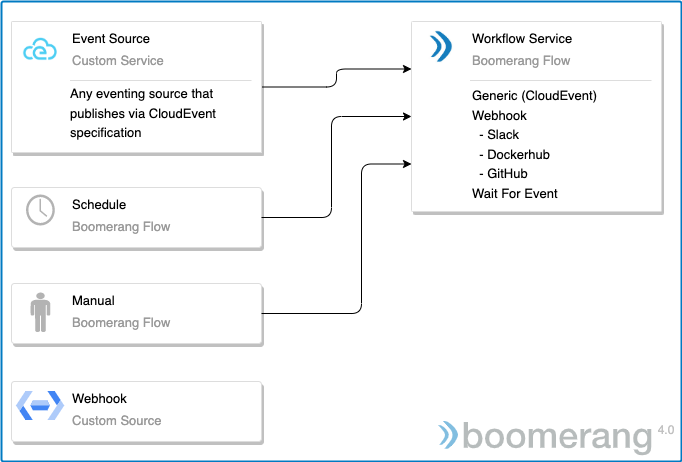 Event Source
Custom Service
Any eventing source that
publishes via CloudEvent
specification
Schedule
Boomerang Flow
Manual
Boomerang Flow
Webhook
Custom Source
Workflow Service
Boomerang Flow
Generic (CloudEvent)
Webhook
- Slack
- Dockerhub
- GitHub
Wait For Event
boomerang 4.0